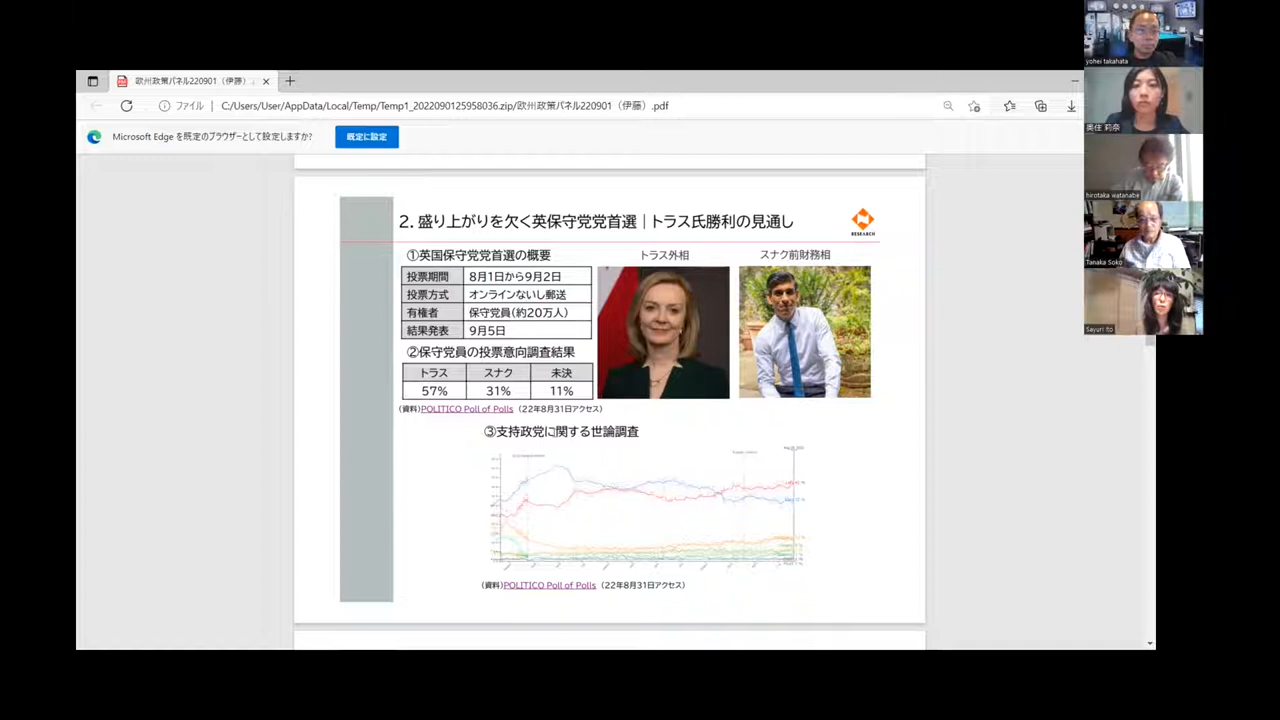 欧州政策パネル220901（伊藤）
ファイル
C:/Users/User/AppData/Local/Temp/Temp1_2022090125958036.zip/欧州政策パネル220901（伊藤）.pdf
Microsoft Edge を既定のブラウザーとして設定しますか?
既定に設定
2. 盛り上がりを欠く英保守党党首選｜トラス氏勝利の見通し
RESEARCH
①英国保守党党首選の概要
投票期間 8月1日から9月2日
投票方式 オンラインないし郵送
有権者 保守党員（約20万人）
結果発表 9月5日
トラス外相
スナク前財務相
②保守党員の投票意向調査結果
トラス スナク 未決
57% 31% 11%
（資料）POLITICO Poll of Polls （22年8月31日アクセス）
③支持政党に関する世論調査
（資料）POLITICO Poll of Polls （22年8月31日アクセス）
yohei takahata
奥住 莉奈
hirotaka watanabe
Tanaka Soko
Sayuri Ito